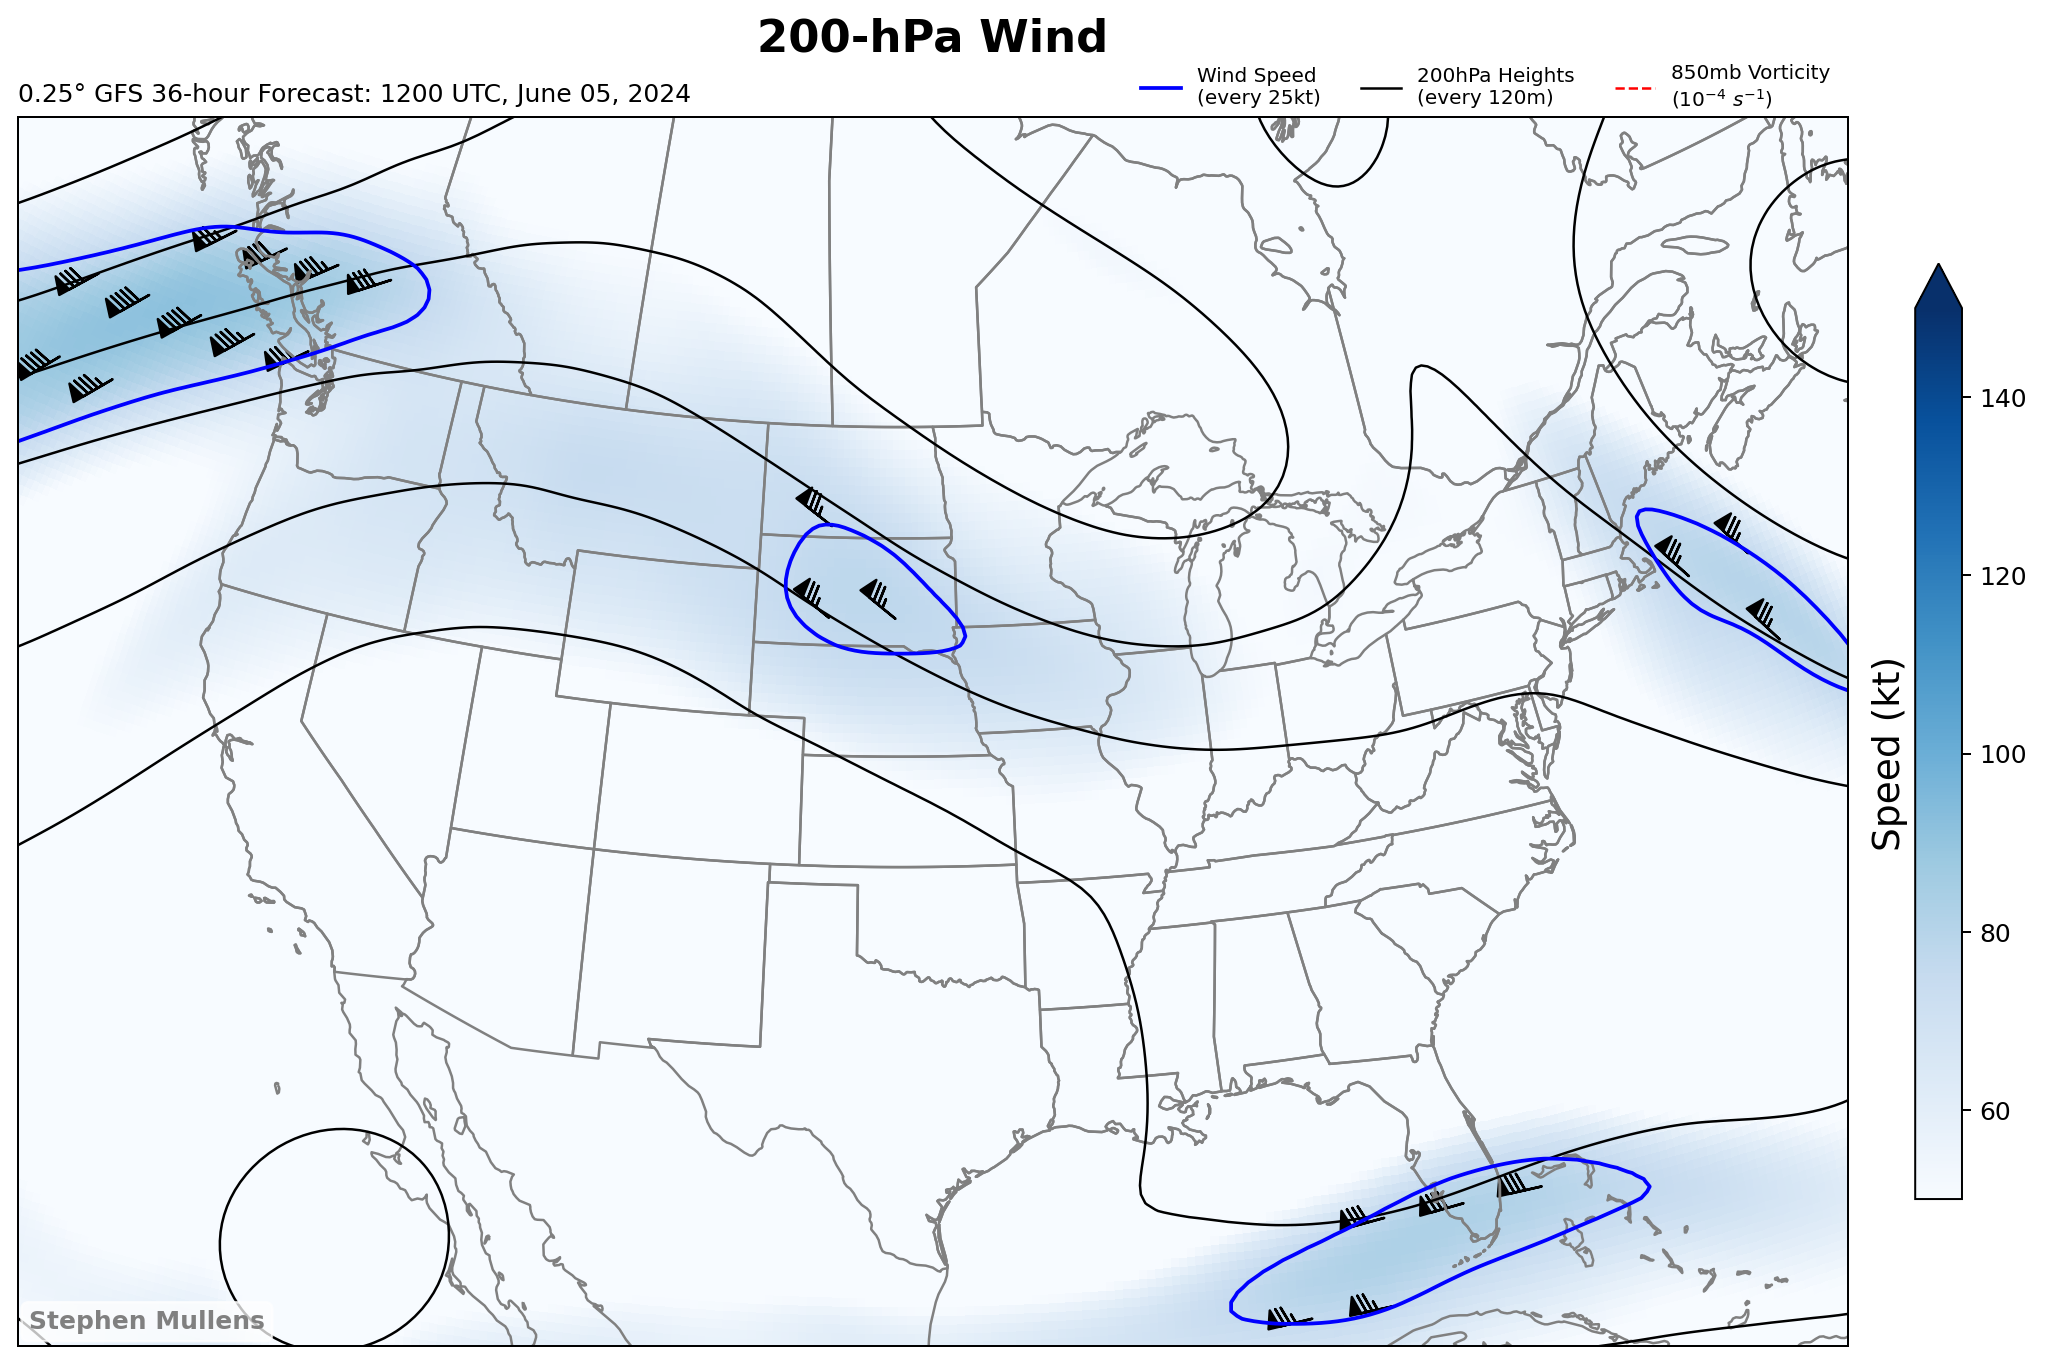 200-hPa Wind
0.25° GFS 36-hour Forecast: 1200 UTC, June 05, 2024
Wind Speed
(every 25kt)
200hPa Heights
(every 120m)
850mb Vorticity
(10⁻⁴ s⁻¹)
140
120
100
80
60
Speed (kt)
Stephen Mullens